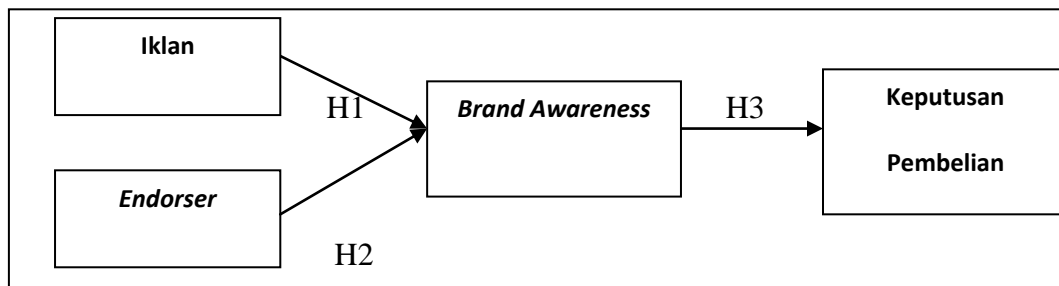 Iklan
H1
Brand Awareness
H3
Keputusan
Pembelian
Endorser
H2